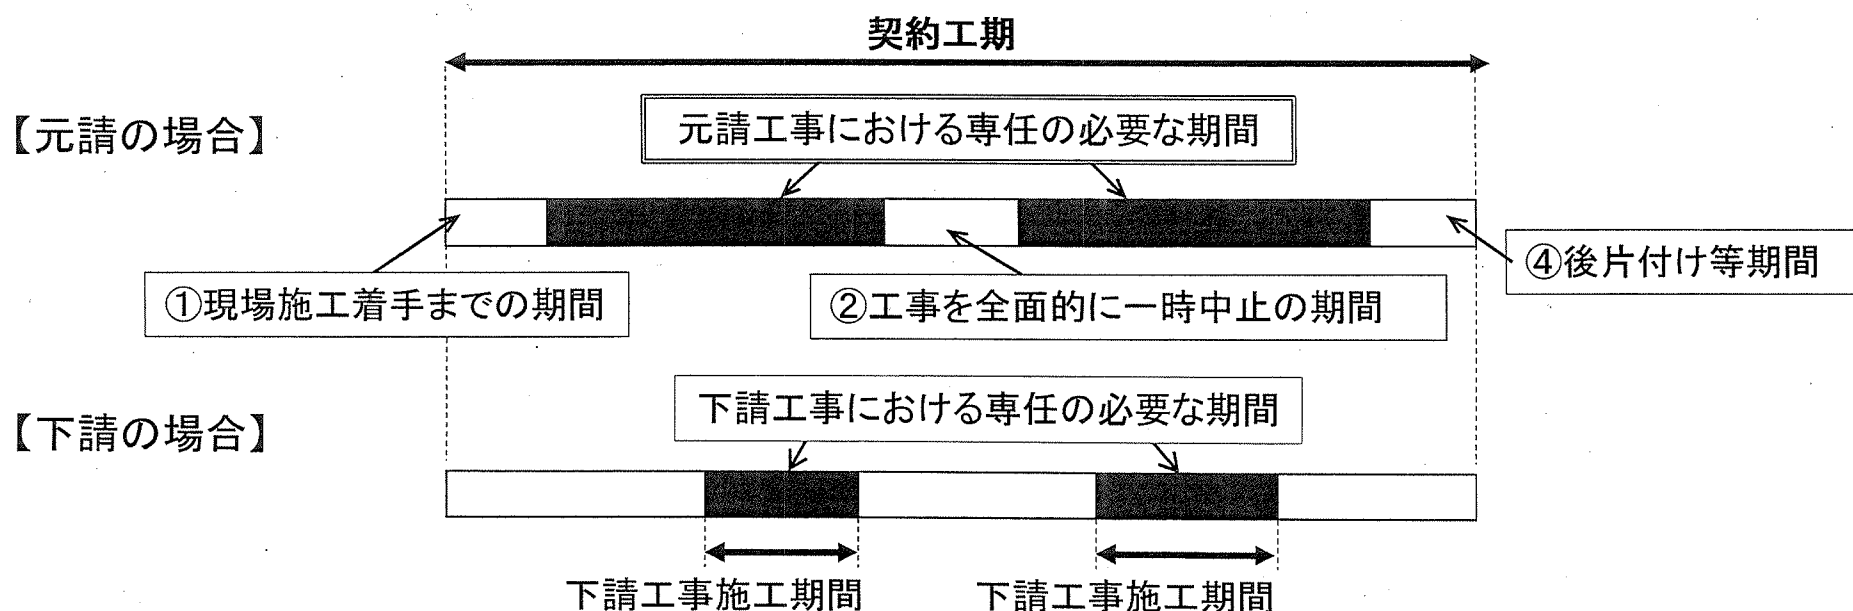 契約工期
【元請の場合】
元請工事における専任の必要な期間
①現場施工着手までの期間
②工事を全面的に一時中止の期間
④後片付け等期間
【下請の場合】
下請工事における専任の必要な期間
下請工事施工期間
下請工事施工期間